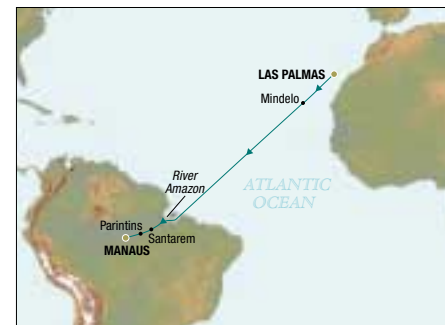 LAS PALMAS
Mindelo
River
Amazon
ATLANTIC
OCEAN
Parintins
Santarem
MANAUS